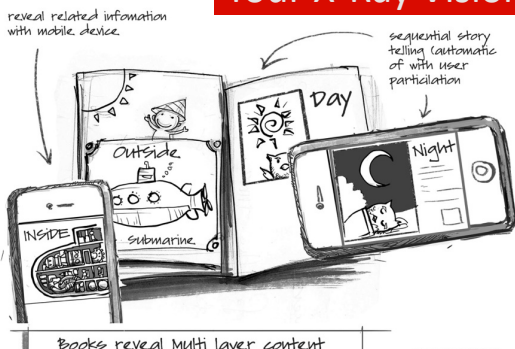 Your X-Ray Vision
reveal related infomation
with mobile device
sequential story
telling (automatic
of with user
particilation
Day
Outside
Night
INSiDE
submarine
Books reveal Multi layer content